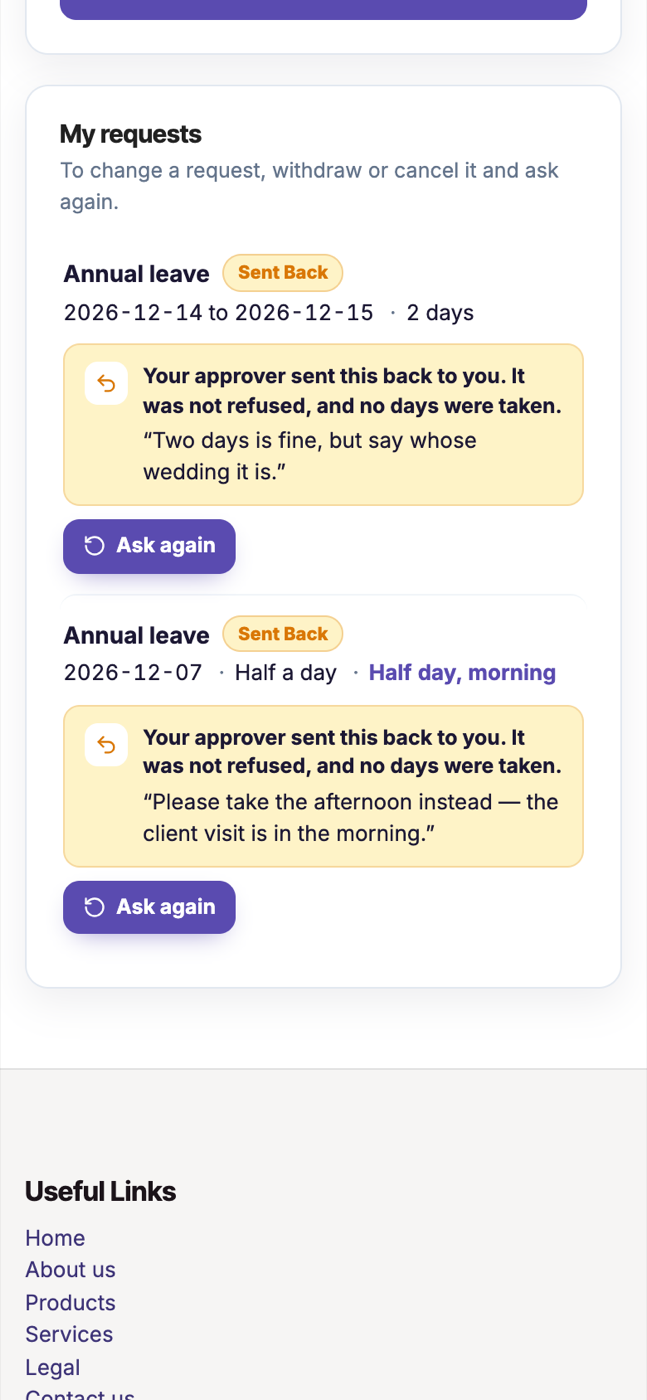 My requests
To change a request, withdraw or cancel it and ask
again.
Annual leave Sent Back
2026-12-14 to 2026-12-15 · 2 days
Your approver sent this back to you. It
was not refused, and no days were taken.
“Two days is fine, but say whose
wedding it is.”
Ask again
Annual leave Sent Back
2026-12-07 · Half a day · Half day, morning
Your approver sent this back to you. It
was not refused, and no days were taken.
“Please take the afternoon instead — the
client visit is in the morning.”
Ask again
Useful Links
Home
About us
Products
Services
Legal
Contact us